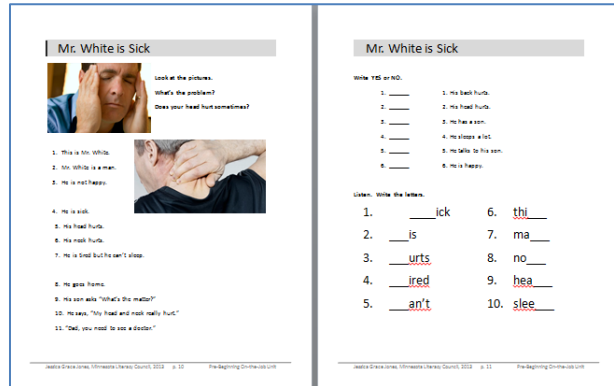 Mr. White is Sick
Look at the pictures.
What's the problem?
Does your head hurt sometimes?
1. This is Mr. White.
2. Mr. White is a man.
3. He is not happy.
4. He is sick.
5. His head hurts.
6. His neck hurts.
7. He is tired but he can't sleep.
8. He goes home.
9. His son asks "What's the matter?"
10. He says, "My head and neck really hurt."
11. "Dad, you need to see a doctor."
Jessica Grace Jones, Minnesota Literacy Council, 2013 p. 10 Pre-Beginning On-the-Job Unit
Mr. White is Sick
Write YES or NO.
1. _____ 1. His back hurts.
2. _____ 2. His head hurts.
3. _____ 3. He has a son.
4. _____ 4. He sleeps a lot.
5. _____ 5. He talks to his son.
6. _____ 6. He is happy.
Listen. Write the letters.
1. ____ick 6. thi___
2. ___is 7. ma___
3. ___urts 8. no___
4. ___ired 9. hea___
5. ___an't 10. slee___
Jessica Grace Jones, Minnesota Literacy Council, 2013 p. 11 Pre-Beginning On-the-Job Unit